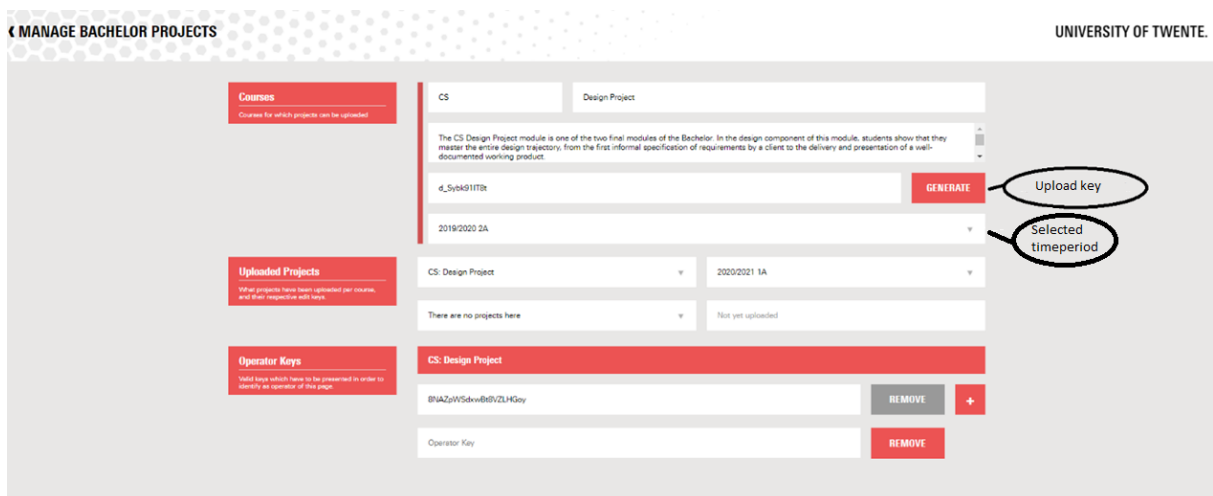 ❮ MANAGE BACHELOR PROJECTS
UNIVERSITY OF TWENTE.
Courses
Courses for which projects can be uploaded
CS
Design Project
The CS Design Project module is one of the two final modules of the Bachelor. In the design component of this module, students show that they
master the entire design trajectory, from the first informal specification of requirements by a client to the delivery and presentation of a well-
documented working product.
GENERATE
Upload key
2019/2020 2A
Selected
timeperiod
Uploaded Projects
What projects have been uploaded per course,
and their respective edit keys.
CS: Design Project
2020/2021 1A
There are no projects here
Not yet uploaded
Operator Keys
Valid keys which have to be presented in order to
identify as operator of this page.
CS: Design Project
REMOVE
+
Operator Key
REMOVE